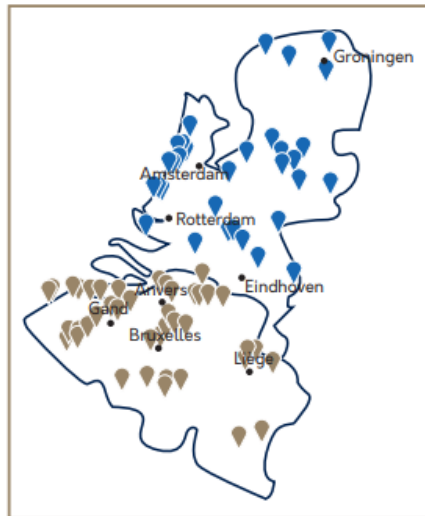 Groningen
Amsterdam
Rotterdam
Eindhoven
Anvers
Gand
Bruxelles
Liège